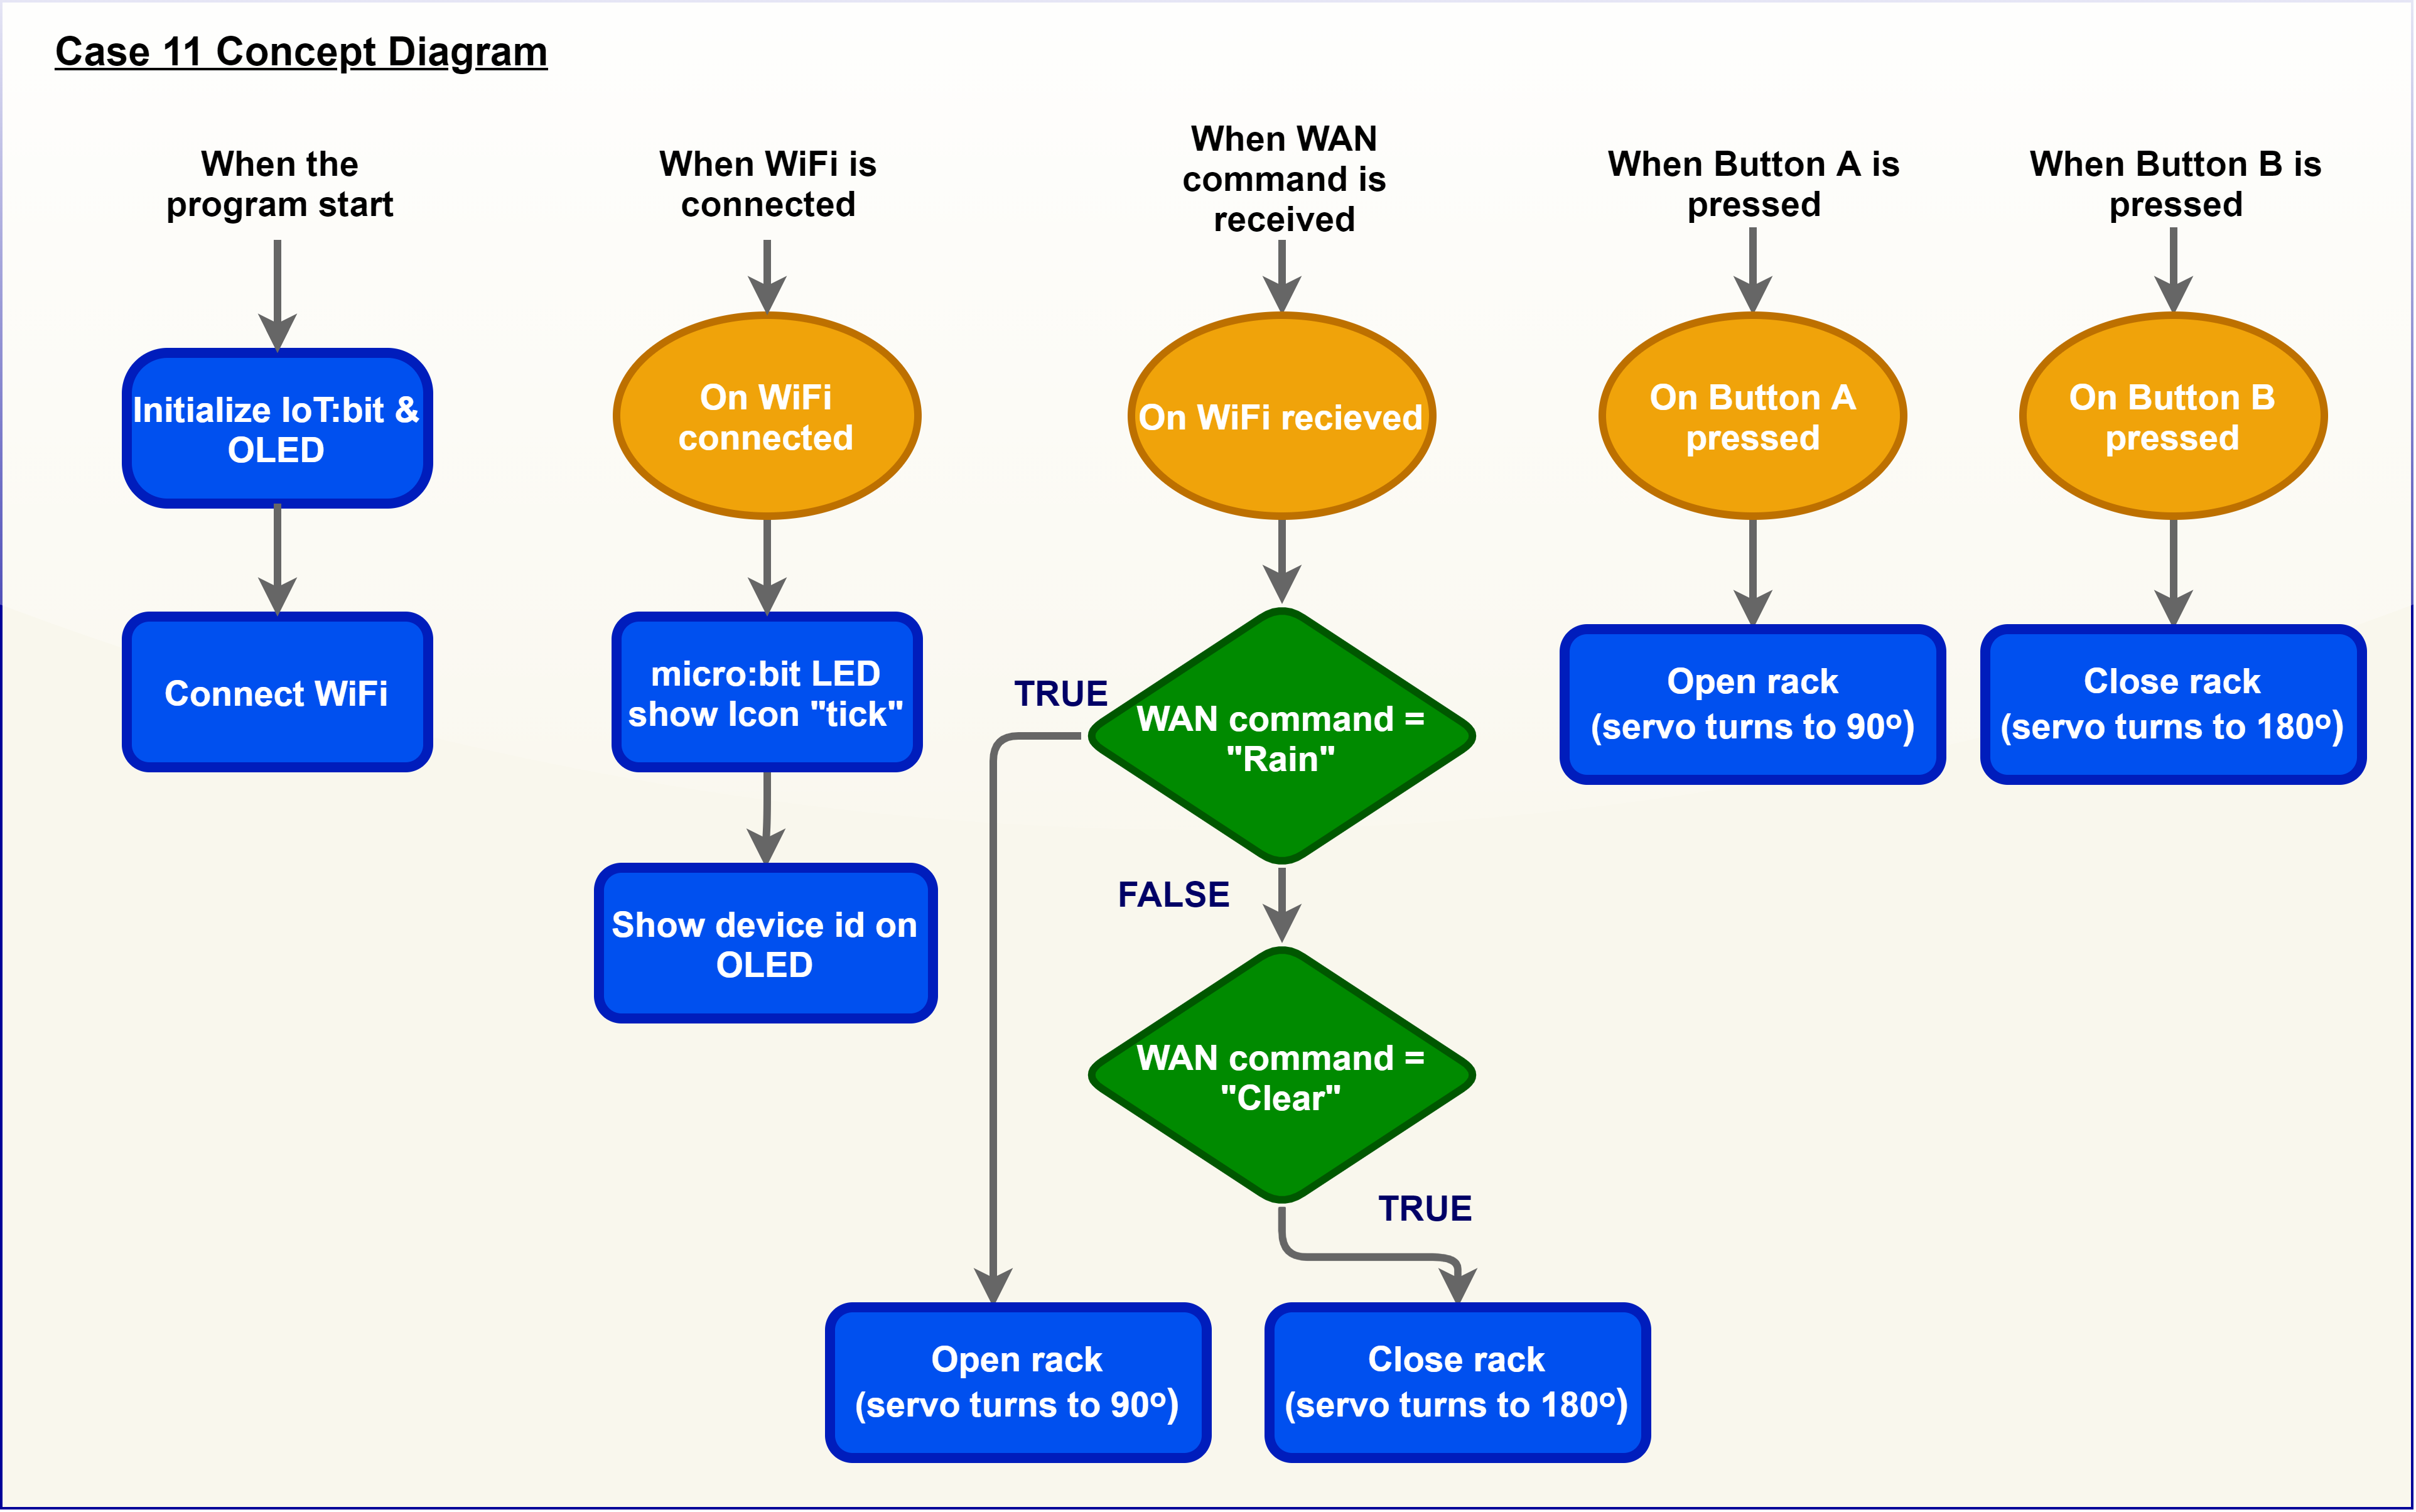 Case 11 Concept Diagram
When the
program start
Initialize IoT:bit &
OLED
Connect WiFi
When WiFi is
connected
On WiFi
connected
micro:bit LED
show Icon "tick"
Show device id on
OLED
When WAN
command is
received
On WiFi recieved
WAN command =
"Rain"
TRUE
FALSE
WAN command =
"Clear"
TRUE
Open rack
(servo turns to 90º)
Close rack
(servo turns to 180º)
When Button A is
pressed
On Button A
pressed
Open rack
(servo turns to 90º)
When Button B is
pressed
On Button B
pressed
Close rack
(servo turns to 180º)